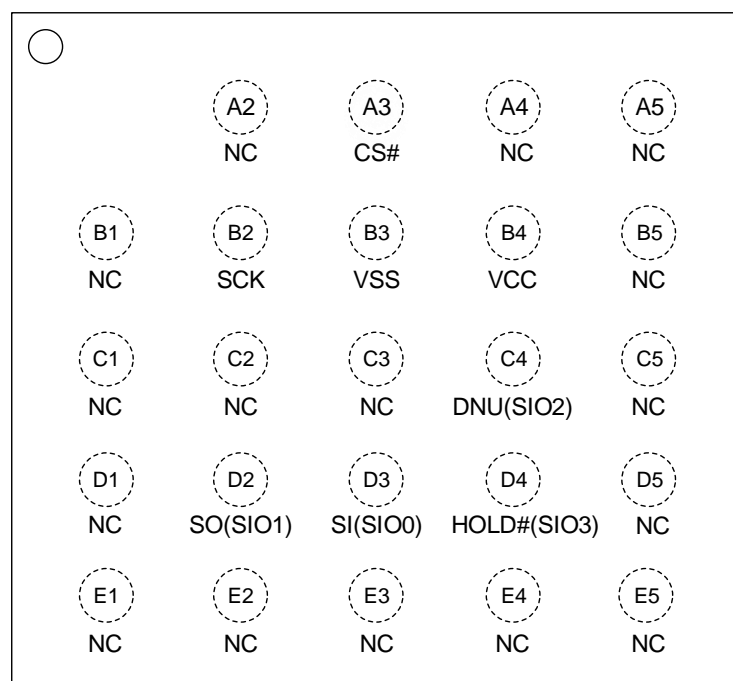 A2 A3 A4 A5
NC CS# NC NC
B1 B2 B3 B4 B5
NC SCK VSS VCC NC
C1 C2 C3 C4 C5
NC NC NC DNU(SIO2) NC
D1 D2 D3 D4 D5
NC SO(SIO1) SI(SIO0) HOLD#(SIO3) NC
E1 E2 E3 E4 E5
NC NC NC NC NC